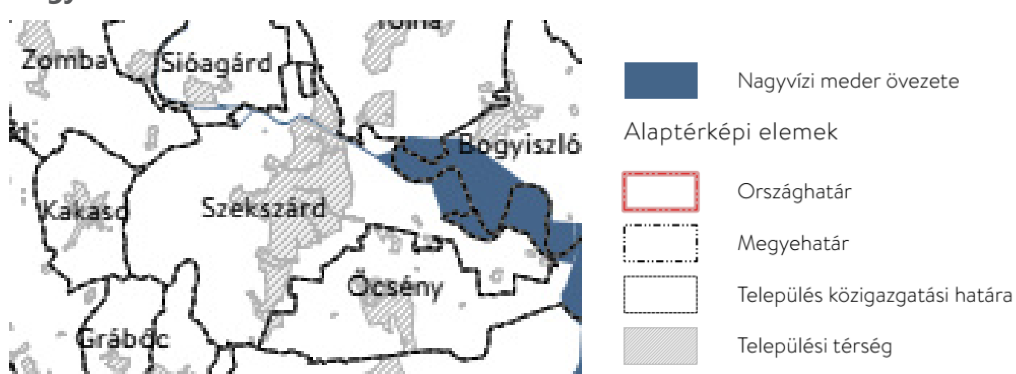 Tolna
Zomba
Sióagárd
Bogyiszló
Kakasd
Szekszárd
Őcsény
Grábóc
Nagyvízi meder övezete
Alaptérképi elemek
Országhatár
Megyehatár
Település közigazgatási határa
Települési térség